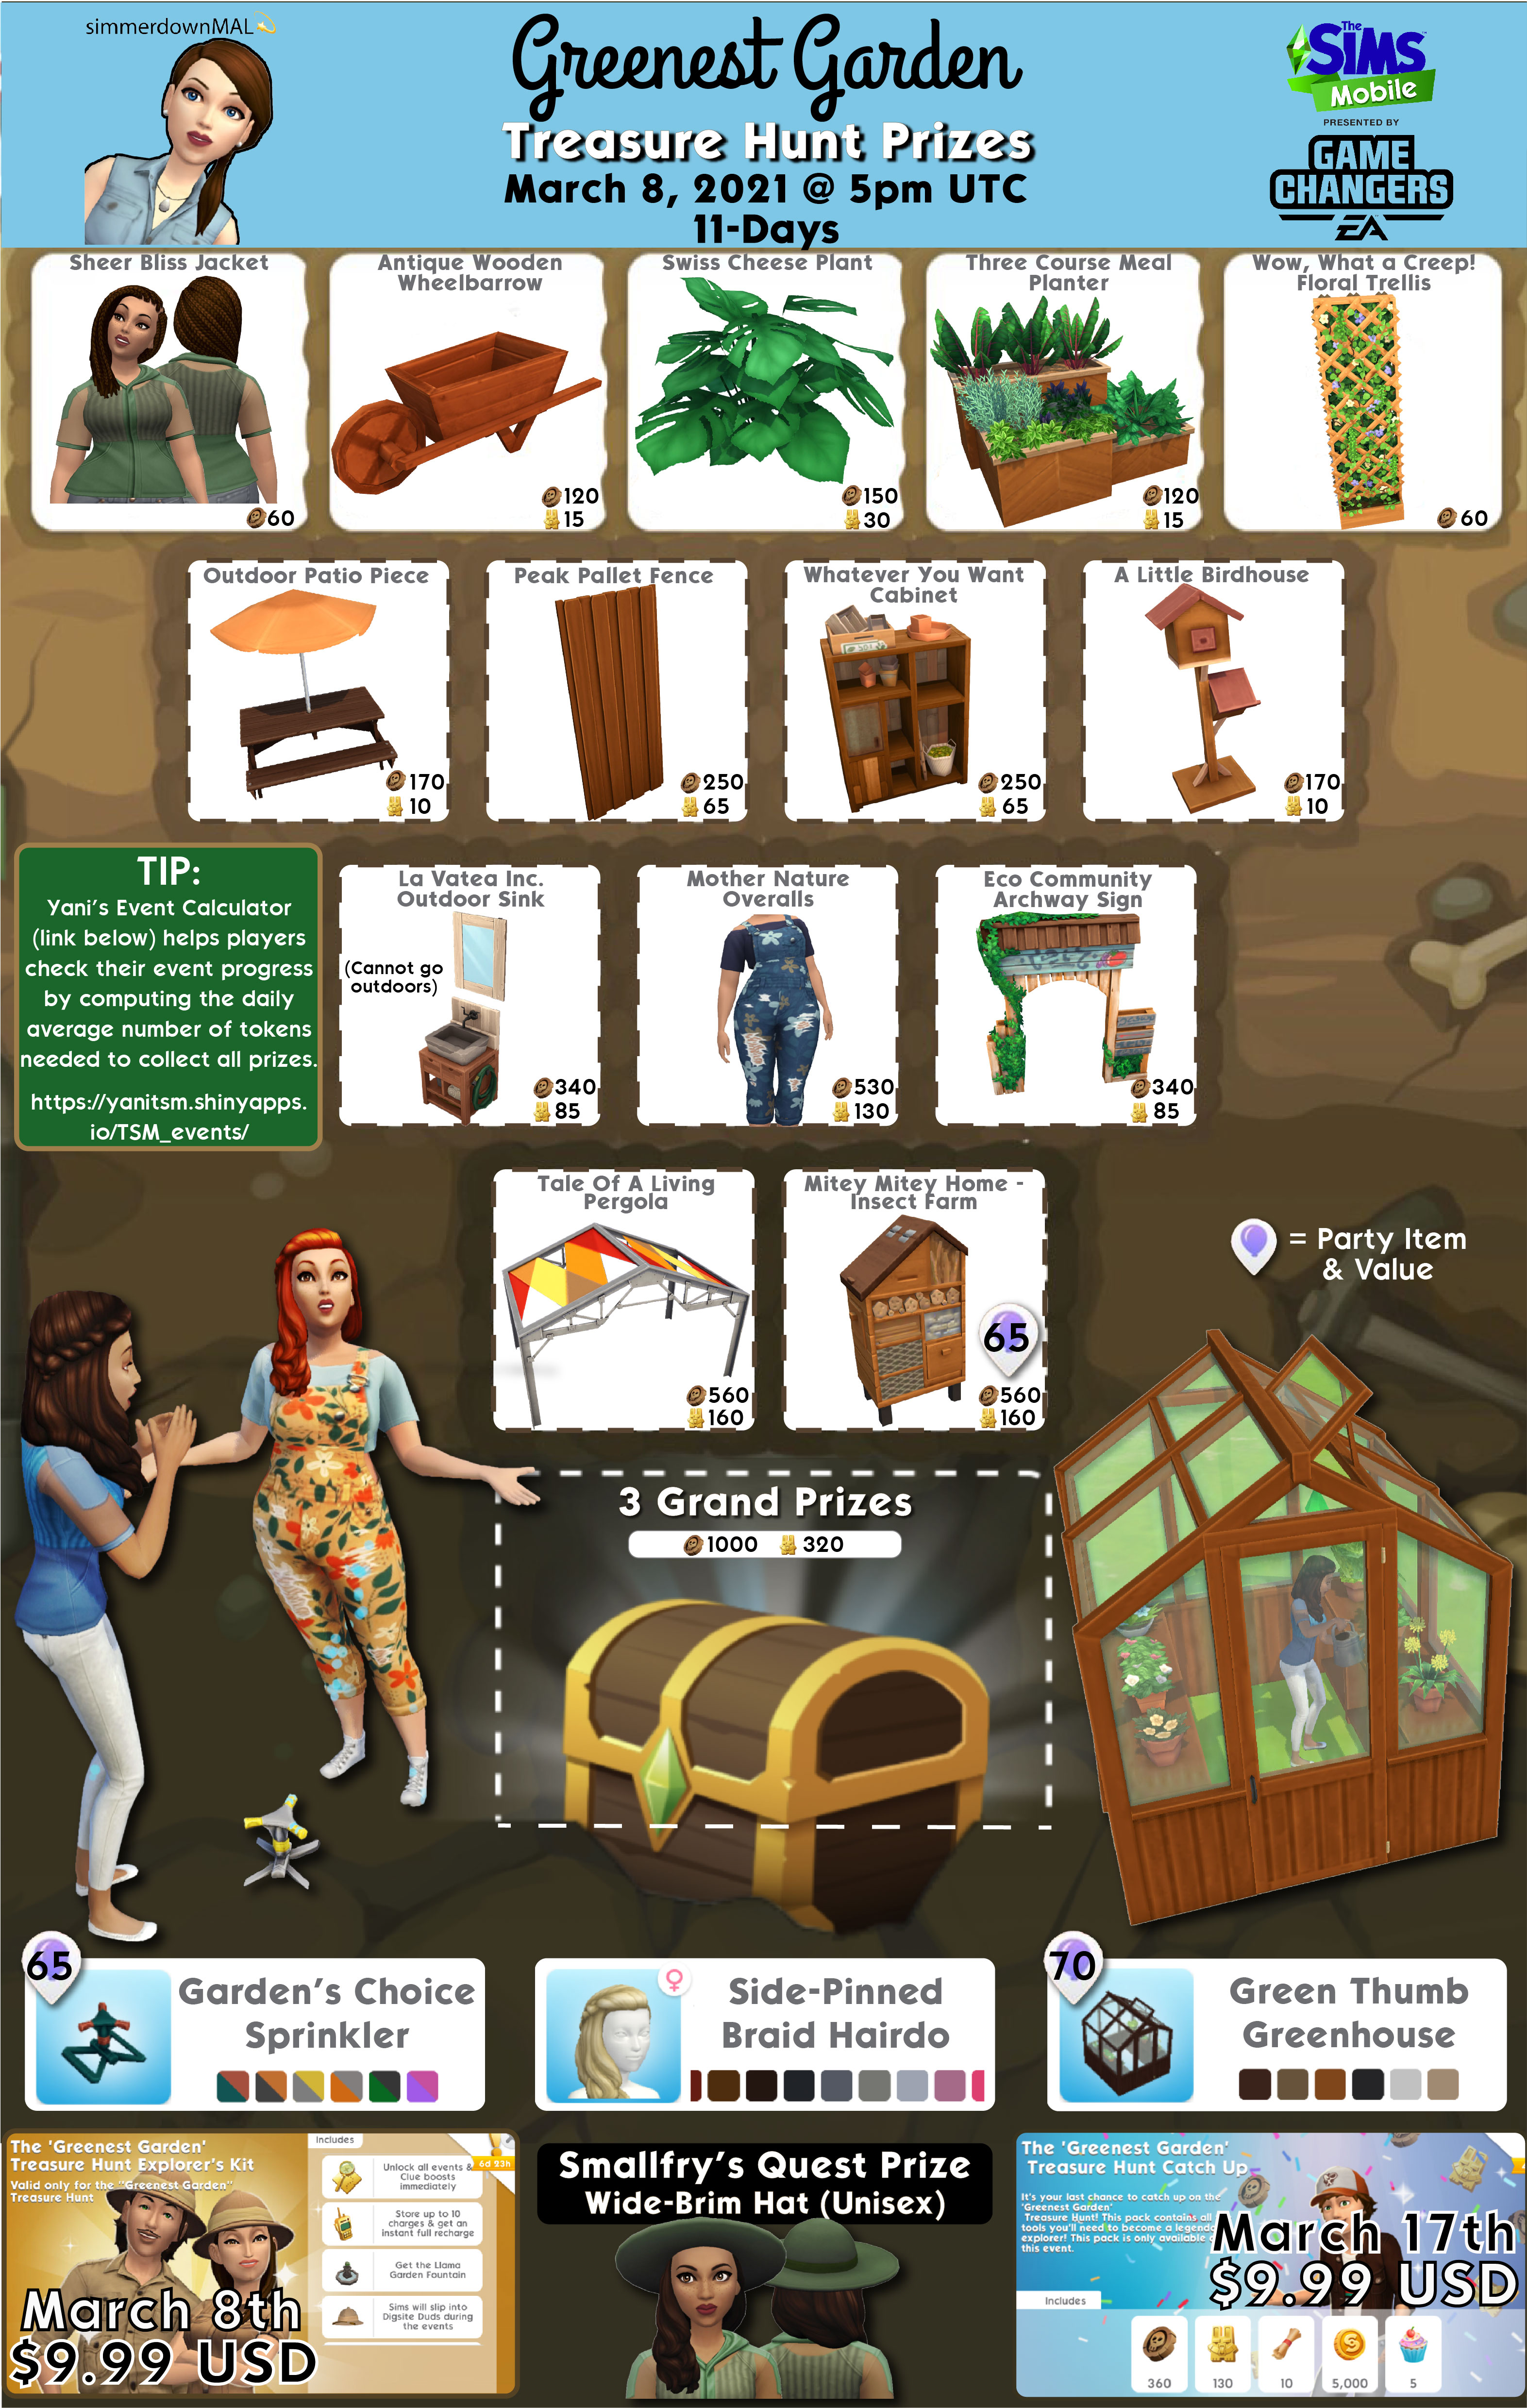 simmerdownMAL
Greenest Garden
Treasure Hunt Prizes
March 8, 2021 @ 5pm UTC
11-Days
The
SIMS
Mobile
PRESENTED BY
GAME
CHANGERS
EA
Sheer Bliss Jacket
60
Antique Wooden
Wheelbarrow
120
15
Swiss Cheese Plant
150
30
Three Course Meal
Planter
120
15
Wow, What a Creep!
Floral Trellis
60
Outdoor Patio Piece
170
10
Peak Pallet Fence
250
65
Whatever You Want
Cabinet
250
65
A Little Birdhouse
170
10
TIP:
Yani's Event Calculator
(link below) helps players
check their event progress
by computing the daily
average number of tokens
needed to collect all prizes.
https://yanitsm.shinyapps.
io/TSM_events/
La Vatea Inc.
Outdoor Sink
(Cannot go
outdoors)
340
85
Mother Nature
Overalls
530
130
Eco Community
Archway Sign
340
85
Tale Of A Living
Pergola
560
160
Mitey Mitey Home -
Insect Farm
65
560
160
= Party Item
& Value
3 Grand Prizes
1000 320
65
Garden's Choice
Sprinkler
Side-Pinned
Braid Hairdo
70
Green Thumb
Greenhouse
The 'Greenest Garden'
Treasure Hunt Explorer's Kit
Valid only for the "Greenest Garden"
Treasure Hunt
Includes
6d 23h
Unlock all events &
Clue boosts
immediately
Store up to 10
charges & get an
instant full recharge
Get the Llama
Garden Fountain
Sims will slip into
Digsite Duds during
the events
March 8th
$9.99 USD
Smallfry's Quest Prize
Wide-Brim Hat (Unisex)
The 'Greenest Garden'
Treasure Hunt Catch Up
It's your last chance to catch up on the
'Greenest Garden'
Treasure Hunt! This pack contains all
tools you'll need to become a
explorer! This pack is only available
this event.
March 17th
$9.99 USD
Includes
360
130
10
5,000
5